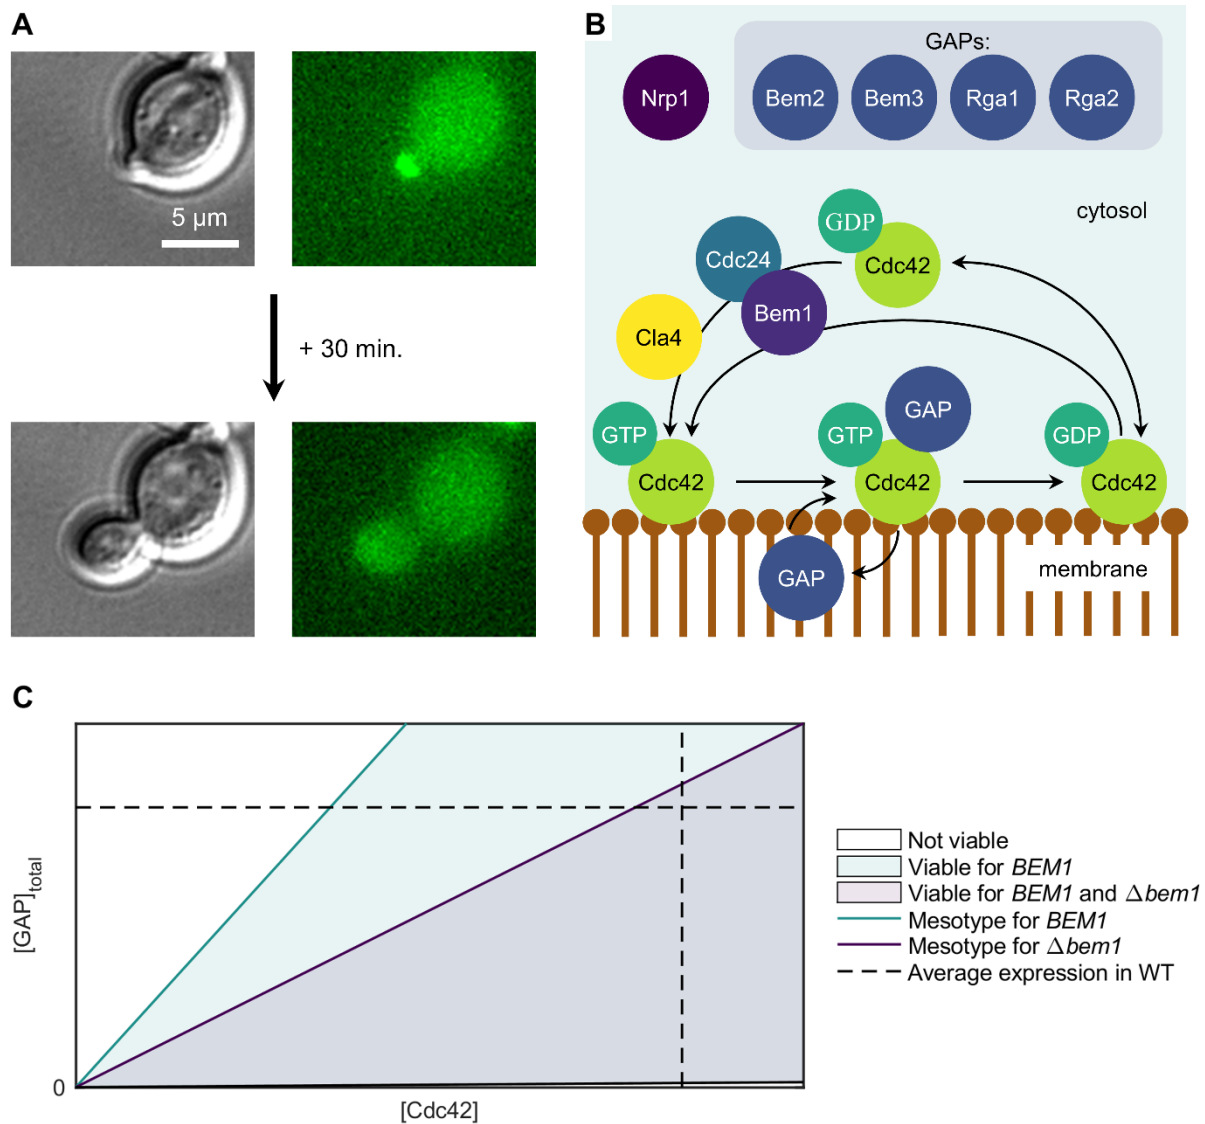 A
5 µm
+ 30 min.
B
GAPs:
Nrp1
Bem2
Bem3
Rga1
Rga2
cytosol
GDP
Cdc42
Cdc24
Bem1
Cla4
GAP
GTP
Cdc42
GTP
Cdc42
GDP
Cdc42
GAP
membrane
C
[GAP]total
0
[Cdc42]
Not viable
Viable for BEM1
Viable for BEM1 and Δbem1
Mesotype for BEM1
Mesotype for Δbem1
Average expression in WT